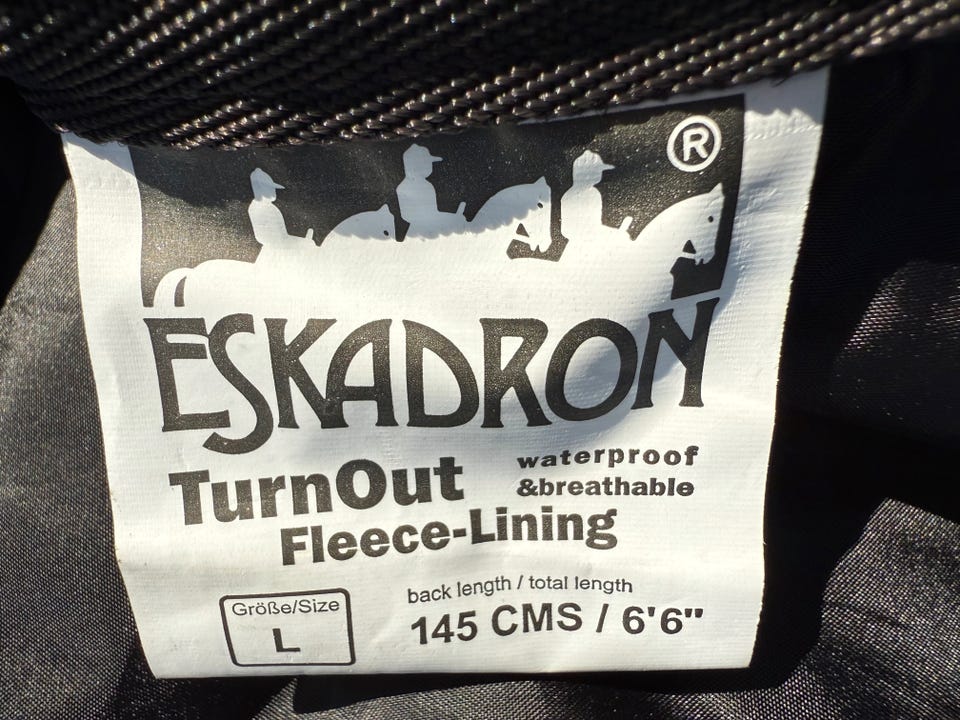 ®
ESKADRON
TurnOut
waterproof
&breathable
Fleece-Lining
Größe/Size
L
back length / total length
145 CMS / 6'6"